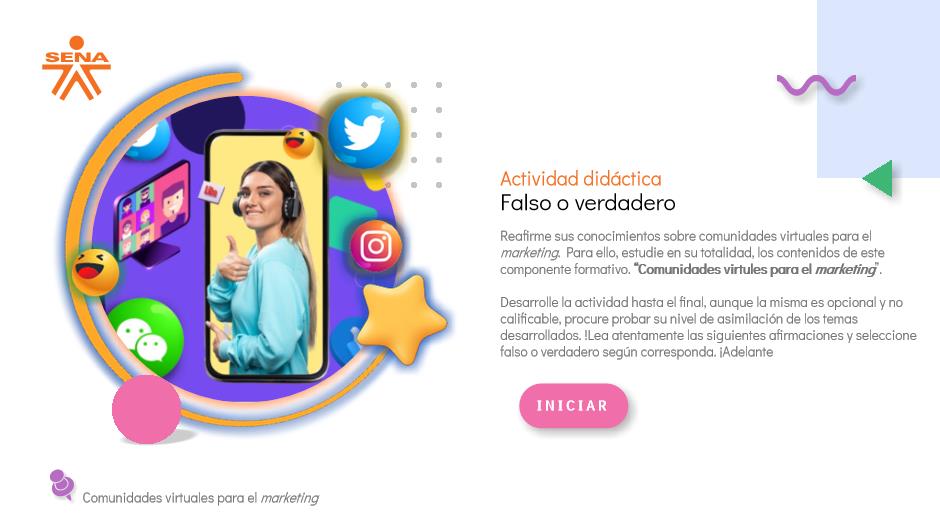 SENA
Like
Actividad didáctica
Falso o verdadero
Reafirme sus conocimientos sobre comunidades virtuales para el
marketing. Para ello, estudie en su totalidad, los contenidos de este
componente formativo. “Comunidades virtules para el marketing”.
Desarrolle la actividad hasta el final, aunque la misma es opcional y no
calificable, procure probar su nivel de asimilación de los temas
desarrollados. !Lea atentamente las siguientes afirmaciones y seleccione
falso o verdadero según corresponda. ¡Adelante
INICIAR
Comunidades virtuales para el marketing